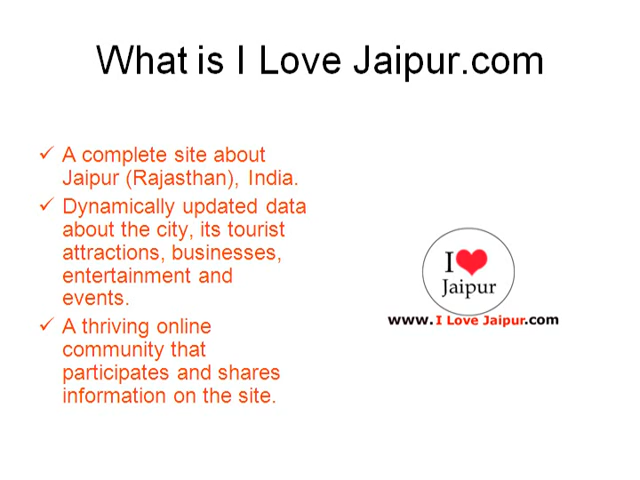 What is I Love Jaipur.com
A complete site about
Jaipur (Rajasthan), India.
Dynamically updated data
about the city, its tourist
attractions, businesses,
entertainment and
events.
A thriving online
community that
participates and shares
information on the site.
I
Jaipur
www.I Love Jaipur.com